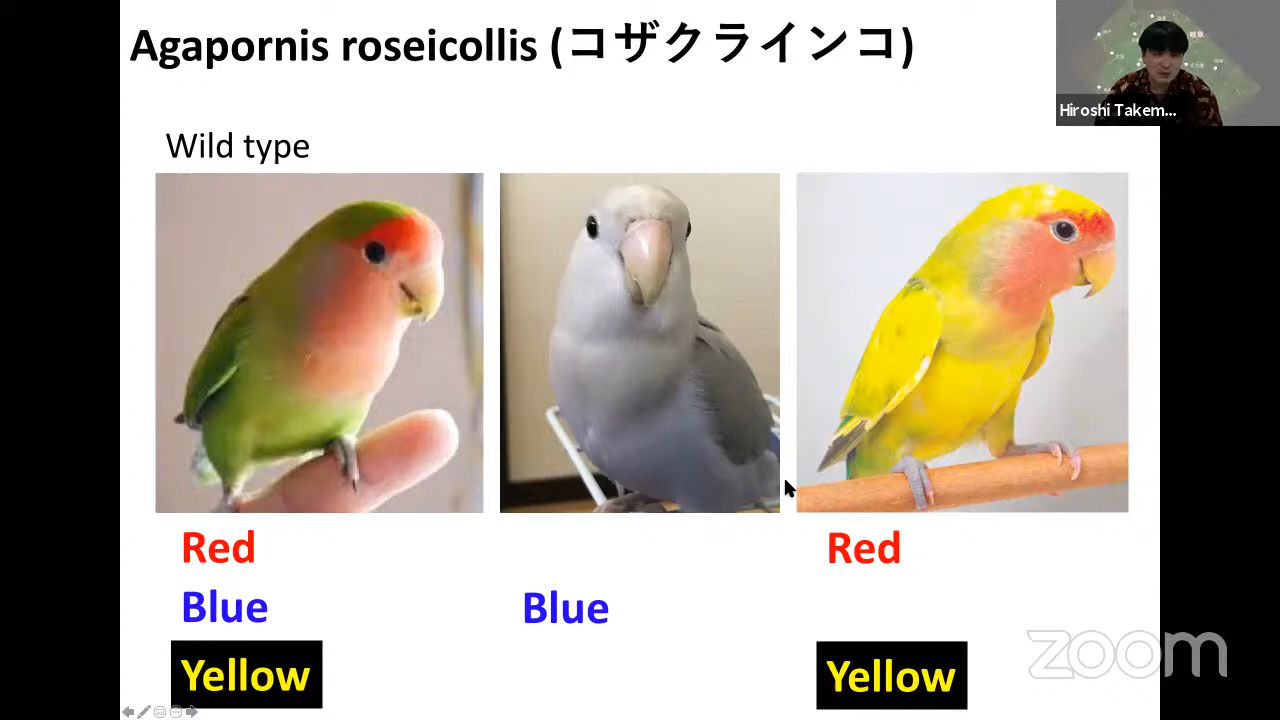 Agapornis roseicollis (コザクラインコ)
Hiroshi Takem...
Wild type
Red
Red
Blue
Blue
Yellow
Yellow
zoom